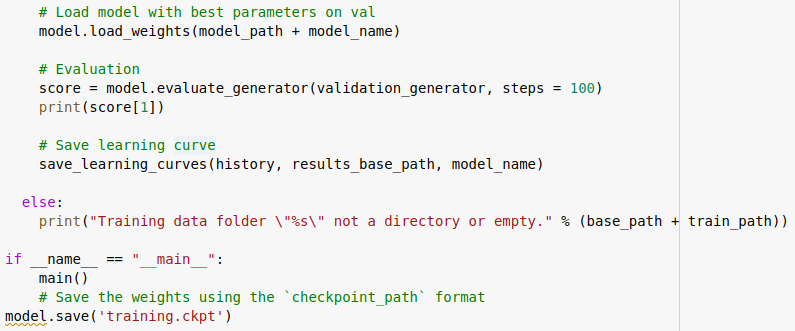 # Load model with best parameters on val
model.load_weights(model_path + model_name)
# Evaluation
score = model.evaluate_generator(validation_generator, steps = 100)
print(score[1])
# Save learning curve
save_learning_curves(history, results_base_path, model_name)
else:
print("Training data folder \"%s\" not a directory or empty." % (base_path + train_path))
if __name__ == "__main__":
main()
# Save the weights using the `checkpoint_path` format
model.save('training.ckpt')